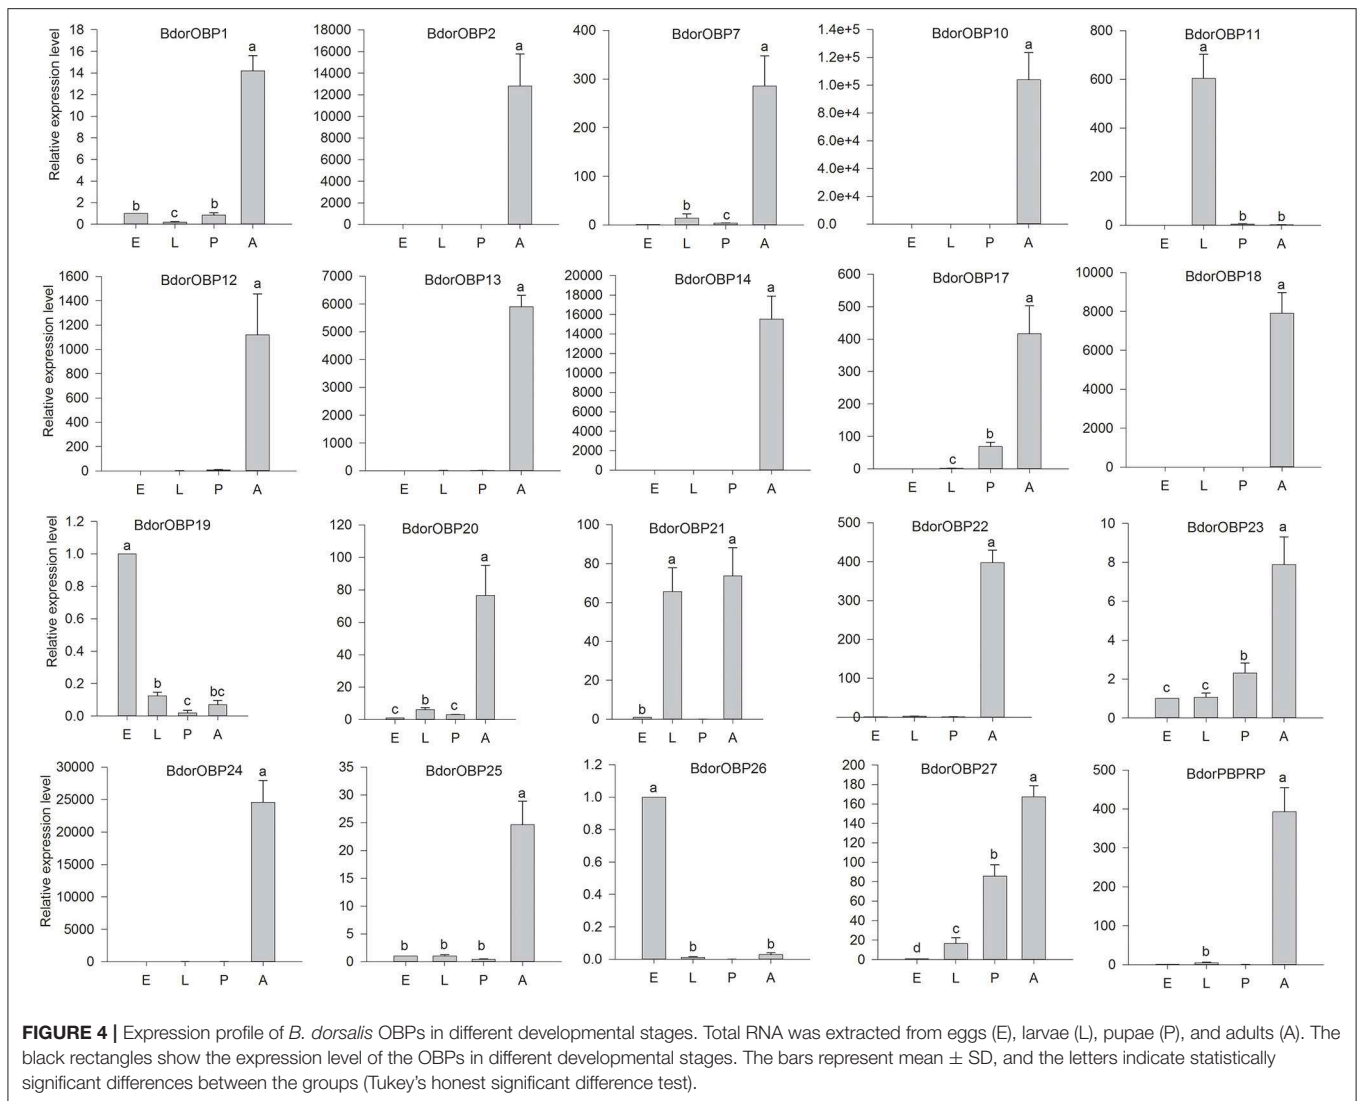 BdorOBP1 BdorOBP2 BdorOBP7 BdorOBP10 BdorOBP11
Relative expression level
18
16
14
12
10
8
6
4
2
0
a
b
c
b
E L P A
18000
16000
14000
12000
10000
8000
6000
4000
2000
0
a
E L P A
400
300
200
100
0
a
b
c
E L P A
1.4e+5
1.2e+5
1.0e+5
8.0e+4
6.0e+4
4.0e+4
2.0e+4
0.0
a
E L P A
800
600
400
200
0
a
b
b
E L P A
BdorOBP12 BdorOBP13 BdorOBP14 BdorOBP17 BdorOBP18
Relative expression level
1600
1400
1200
1000
800
600
400
200
0
a
E L P A
7000
6000
5000
4000
3000
2000
1000
0
a
E L P A
20000
18000
16000
14000
12000
10000
8000
6000
4000
2000
0
a
E L P A
600
500
400
300
200
100
0
a
b
c
E L P A
10000
8000
6000
4000
2000
0
a
E L P A
BdorOBP19 BdorOBP20 BdorOBP21 BdorOBP22 BdorOBP23
Relative expression level
1.2
1.0
0.8
0.6
0.4
0.2
0.0
a
b
c
bc
E L P A
120
100
80
60
40
20
0
c
b
c
a
E L P A
100
80
60
40
20
0
b
a
a
E L P A
500
400
300
200
100
0
a
E L P A
10
8
6
4
2
0
c
c
b
a
E L P A
BdorOBP24 BdorOBP25 BdorOBP26 BdorOBP27 BdorPBPRP
Relative expression level
30000
25000
20000
15000
10000
5000
0
a
E L P A
35
30
25
20
15
10
5
0
b
b
b
a
E L P A
1.2
1.0
0.8
0.6
0.4
0.2
0.0
a
b
b
E L P A
200
180
160
140
120
100
80
60
40
20
0
d
c
b
a
E L P A
500
400
300
200
100
0
b
a
E L P A
FIGURE 4 | Expression profile of B. dorsalis OBPs in different developmental stages. Total RNA was extracted from eggs (E), larvae (L), pupae (P), and adults (A). The
black rectangles show the expression level of the OBPs in different developmental stages. The bars represent mean ± SD, and the letters indicate statistically
significant differences between the groups (Tukey's honest significant difference test).